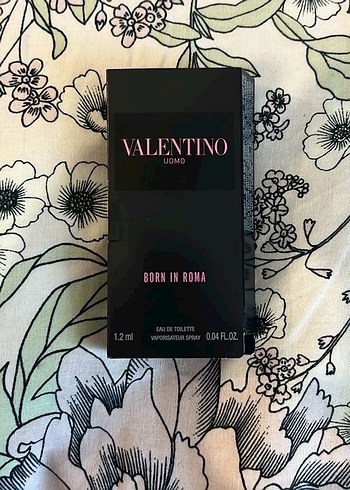 VALENTINO
UOMO
BORN IN ROMA
EAU DE TOILETTE
1.2 ml VAPORISATEUR SPRAY 0.04 FL.OZ.